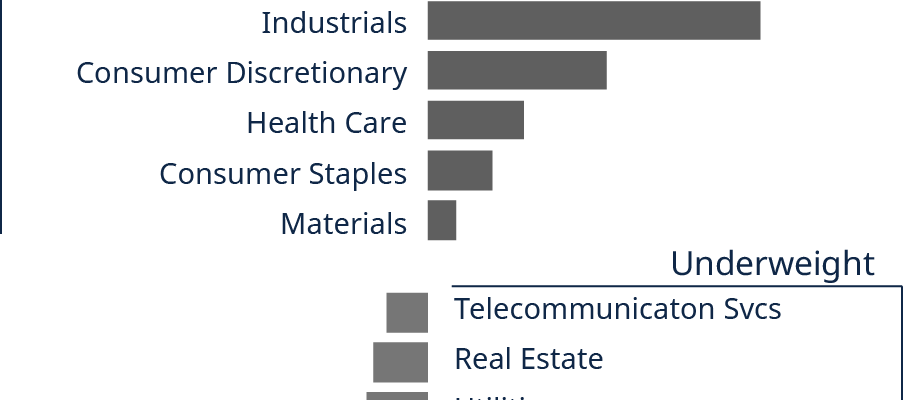 Industrials
Consumer Discretionary
Health Care
Consumer Staples
Materials
Underweight
Telecommunicaton Svcs
Real Estate